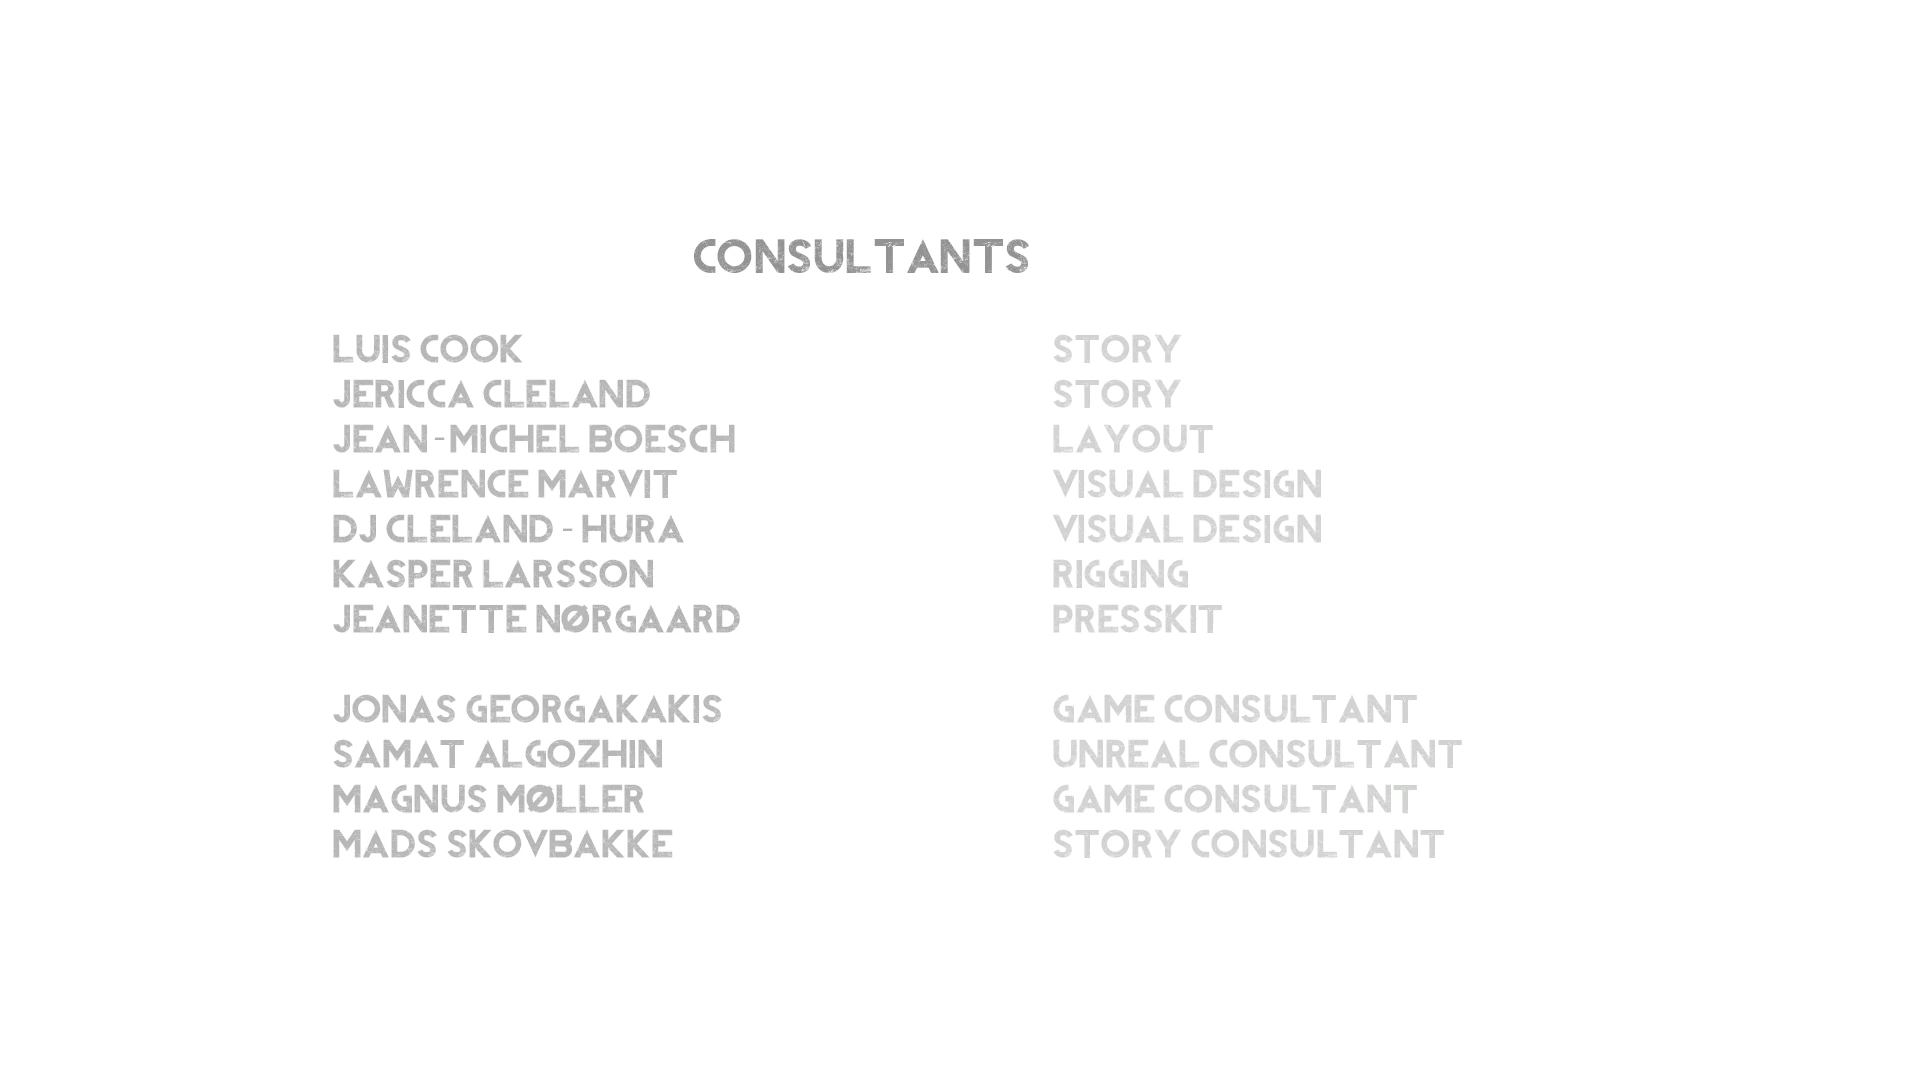 CONSULTANTS
LUIS COOK STORY
JERICCA CLELAND STORY
JEAN-MICHEL BOESCH LAYOUT
LAWRENCE MARVIT VISUAL DESIGN
DJ CLELAND - HURA VISUAL DESIGN
KASPER LARSSON RIGGING
JEANETTE NØRGAARD PRESSKIT
JONAS GEORGAKAKIS GAME CONSULTANT
SAMAT ALGOZHIN UNREAL CONSULTANT
MAGNUS MØLLER GAME CONSULTANT
MADS SKOVBAKKE STORY CONSULTANT